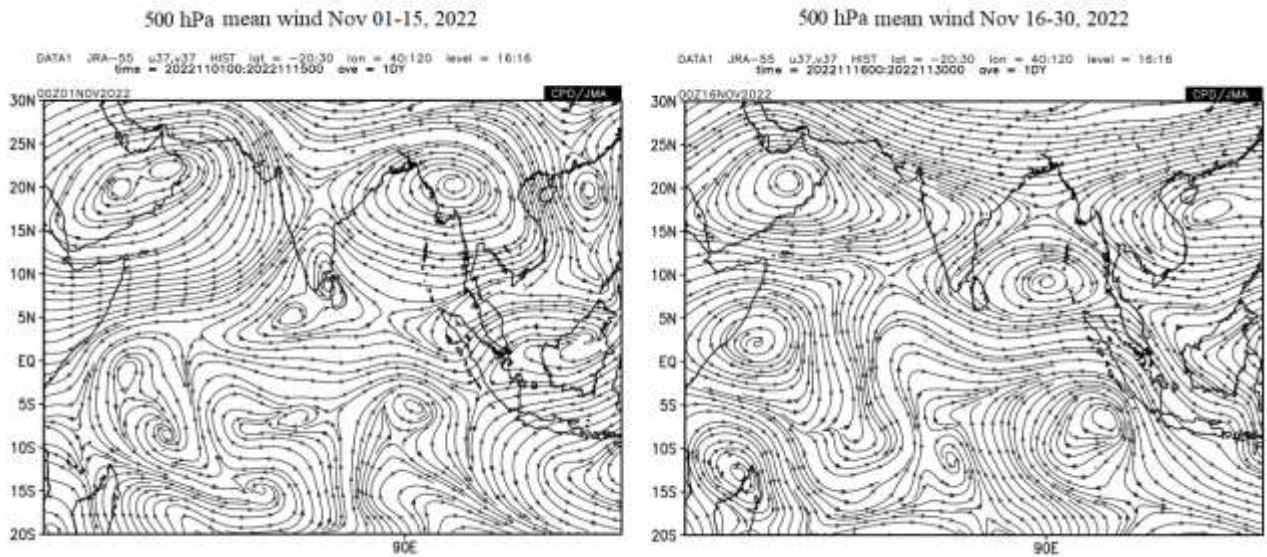 500 hPa mean wind Nov 01-15, 2022
DATA1 JRA-55 u37,v37 HIST lat = -20:30 lon = 40:120 level = 16:16
time = 2022110100:2022111500 ave = 1DY
00Z01NOV2022
CPD/JMA
30N
25N
20N
15N
10N
5N
EQ
5S
10S
15S
20S
90E
500 hPa mean wind Nov 16-30, 2022
DATA1 JRA-55 u37,v37 HIST lat = -20:30 lon = 40:120 level = 16:16
time = 2022111600:2022113000 ave = 1DY
00Z16NOV2022
CPD/JMA
30N
25N
20N
15N
10N
5N
EQ
5S
10S
15S
20S
90E